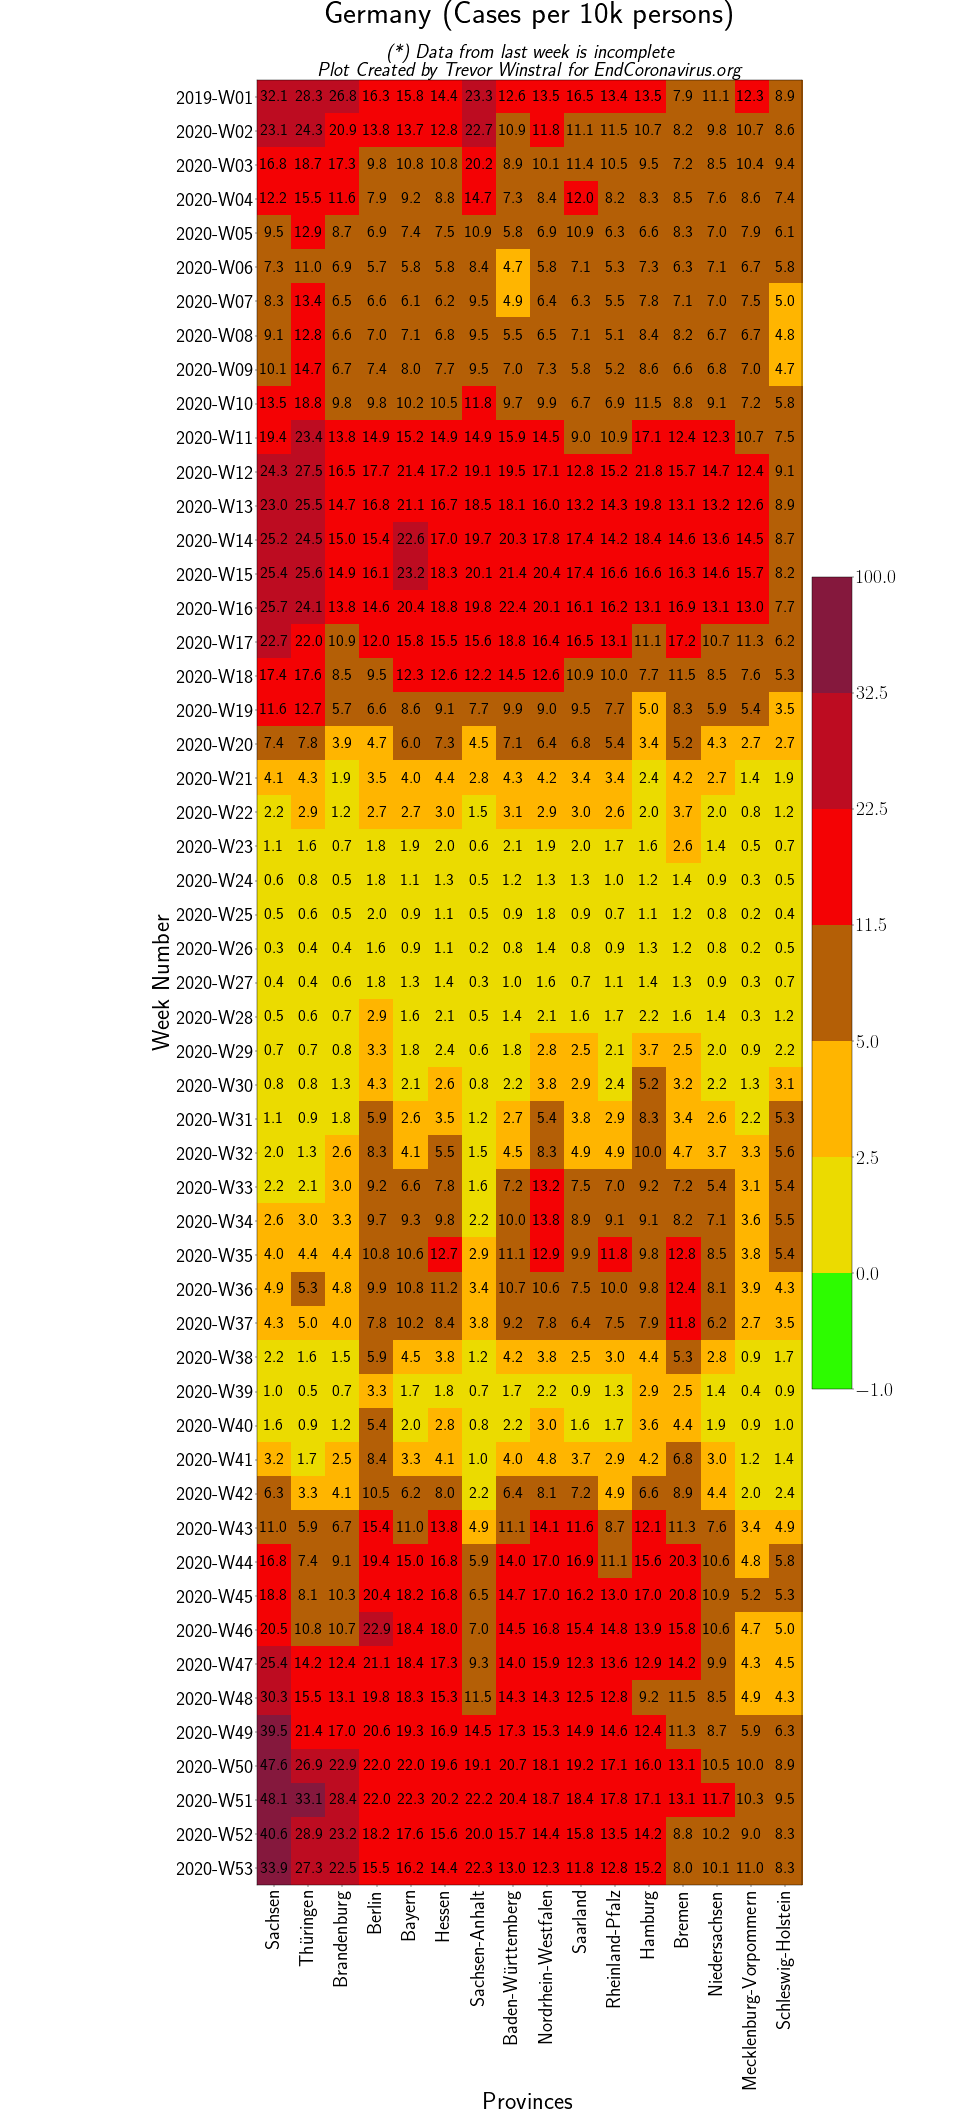 Germany (Cases per 10k persons)
(*) Data from last week is incomplete
Plot Created by Trevor Winstral for EndCoronavirus.org
2019-W01 32.1 28.3 26.8 16.3 15.8 14.4 23.3 12.6 13.5 16.5 13.4 13.5 7.9 11.1 12.3 8.9
2020-W02 23.1 24.3 20.9 13.8 13.7 12.8 22.7 10.9 11.8 11.1 11.5 10.7 8.2 9.8 10.7 8.6
2020-W03 16.8 18.7 17.3 9.8 10.8 10.8 20.2 8.9 10.1 11.4 10.5 9.5 7.2 8.5 10.4 9.4
2020-W04 12.2 15.5 11.6 7.9 9.2 8.8 14.7 7.3 8.4 12.0 8.2 8.3 8.5 7.6 8.6 7.4
2020-W05 9.5 12.9 8.7 6.9 7.4 7.5 10.9 5.8 6.9 10.9 6.3 6.6 8.3 7.0 7.9 6.1
2020-W06 7.3 11.0 6.9 5.7 5.8 5.8 8.4 4.7 5.8 7.1 5.3 7.3 6.3 7.1 6.7 5.8
2020-W07 8.3 13.4 6.5 6.6 6.1 6.2 9.5 4.9 6.4 6.3 5.5 7.8 7.1 7.0 7.5 5.0
2020-W08 9.1 12.8 6.6 7.0 7.1 6.8 9.5 5.5 6.5 7.1 5.1 8.4 8.2 6.7 6.7 4.8
2020-W09 10.1 14.7 6.7 7.4 8.0 7.7 9.5 7.0 7.3 5.8 5.2 8.6 6.6 6.8 7.0 4.7
2020-W10 13.5 18.8 9.8 9.8 10.2 10.5 11.8 9.7 9.9 6.7 6.9 11.5 8.8 9.1 7.2 5.8
2020-W11 19.4 23.4 13.8 14.9 15.2 14.9 14.9 15.9 14.5 9.0 10.9 17.1 12.4 12.3 10.7 7.5
2020-W12 24.3 27.5 16.5 17.7 21.4 17.2 19.1 19.5 17.1 12.8 15.2 21.8 15.7 14.7 12.4 9.1
2020-W13 23.0 25.5 14.7 16.8 21.1 16.7 18.5 18.1 16.0 13.2 14.3 19.8 13.1 13.2 12.6 8.9
2020-W14 25.2 24.5 15.0 15.4 22.6 17.0 19.7 20.3 17.8 17.4 14.2 18.4 14.6 13.6 14.5 8.7
2020-W15 25.4 25.6 14.9 16.1 23.2 18.3 20.1 21.4 20.4 17.4 16.6 16.6 16.3 14.6 15.7 8.2
2020-W16 25.7 24.1 13.8 14.6 20.4 18.8 19.8 22.4 20.1 16.1 16.2 13.1 16.9 13.1 13.0 7.7
2020-W17 22.7 22.0 10.9 12.0 15.8 15.5 15.6 18.8 16.4 16.5 13.1 11.1 17.2 10.7 11.3 6.2
2020-W18 17.4 17.6 8.5 9.5 12.3 12.6 12.2 14.5 12.6 10.9 10.0 7.7 11.5 8.5 7.6 5.3
2020-W19 11.6 12.7 5.7 6.6 8.6 9.1 7.7 9.9 9.0 9.5 7.7 5.0 8.3 5.9 5.4 3.5
2020-W20 7.4 7.8 3.9 4.7 6.0 7.3 4.5 7.1 6.4 6.8 5.4 3.4 5.2 4.3 2.7 2.7
2020-W21 4.1 4.3 1.9 3.5 4.0 4.4 2.8 4.3 4.2 3.4 3.4 2.4 4.2 2.7 1.4 1.9
2020-W22 2.2 2.9 1.2 2.7 2.7 3.0 1.5 3.1 2.9 3.0 2.6 2.0 3.7 2.0 0.8 1.2
2020-W23 1.1 1.6 0.7 1.8 1.9 2.0 0.6 2.1 1.9 2.0 1.7 1.6 2.6 1.4 0.5 0.7
2020-W24 0.6 0.8 0.5 1.8 1.1 1.3 0.5 1.2 1.3 1.3 1.0 1.2 1.4 0.9 0.3 0.5
2020-W25 0.5 0.6 0.5 2.0 0.9 1.1 0.5 0.9 1.8 0.9 0.7 1.1 1.2 0.8 0.2 0.4
2020-W26 0.3 0.4 0.4 1.6 0.9 1.1 0.2 0.8 1.4 0.8 0.9 1.3 1.2 0.8 0.2 0.5
2020-W27 0.4 0.4 0.6 1.8 1.3 1.4 0.3 1.0 1.6 0.7 1.1 1.4 1.3 0.9 0.3 0.7
2020-W28 0.5 0.6 0.7 2.9 1.6 2.1 0.5 1.4 2.1 1.6 1.7 2.2 1.6 1.4 0.3 1.2
2020-W29 0.7 0.7 0.8 3.3 1.8 2.4 0.6 1.8 2.8 2.5 2.1 3.7 2.5 2.0 0.9 2.2
2020-W30 0.8 0.8 1.3 4.3 2.1 2.6 0.8 2.2 3.8 2.9 2.4 5.2 3.2 2.2 1.3 3.1
2020-W31 1.1 0.9 1.8 5.9 2.6 3.5 1.2 2.7 5.4 3.8 2.9 8.3 3.4 2.6 2.2 5.3
2020-W32 2.0 1.3 2.6 8.3 4.1 5.5 1.5 4.5 8.3 4.9 4.9 10.0 4.7 3.7 3.3 5.6
2020-W33 2.2 2.1 3.0 9.2 6.6 7.8 1.6 7.2 13.2 7.5 7.0 9.2 7.2 5.4 3.1 5.4
2020-W34 2.6 3.0 3.3 9.7 9.3 9.8 2.2 10.0 13.8 8.9 9.1 9.1 8.2 7.1 3.6 5.5
2020-W35 4.0 4.4 4.4 10.8 10.6 12.7 2.9 11.1 12.9 9.9 11.8 9.8 12.8 8.5 3.8 5.4
2020-W36 4.9 5.3 4.8 9.9 10.8 11.2 3.4 10.7 10.6 7.5 10.0 9.8 12.4 8.1 3.9 4.3
2020-W37 4.3 5.0 4.0 7.8 10.2 8.4 3.8 9.2 7.8 6.4 7.5 7.9 11.8 6.2 2.7 3.5
2020-W38 2.2 1.6 1.5 5.9 4.5 3.8 1.2 4.2 3.8 2.5 3.0 4.4 5.3 2.8 0.9 1.7
2020-W39 1.0 0.5 0.7 3.3 1.7 1.8 0.7 1.7 2.2 0.9 1.3 2.9 2.5 1.4 0.4 0.9
2020-W40 1.6 0.9 1.2 5.4 2.0 2.8 0.8 2.2 3.0 1.6 1.7 3.6 4.4 1.9 0.9 1.0
2020-W41 3.2 1.7 2.5 8.4 3.3 4.1 1.0 4.0 4.8 3.7 2.9 4.2 6.8 3.0 1.2 1.4
2020-W42 6.3 3.3 4.1 10.5 6.2 8.0 2.2 6.4 8.1 7.2 4.9 6.6 8.9 4.4 2.0 2.4
2020-W43 11.0 5.9 6.7 15.4 11.0 13.8 4.9 11.1 14.1 11.6 8.7 12.1 11.3 7.6 3.4 4.9
2020-W44 16.8 7.4 9.1 19.4 15.0 16.8 5.9 14.0 17.0 16.9 11.1 15.6 20.3 10.6 4.8 5.8
2020-W45 18.8 8.1 10.3 20.4 18.2 16.8 6.5 14.7 17.0 16.2 13.0 17.0 20.8 10.9 5.2 5.3
2020-W46 20.5 10.8 10.7 22.9 18.4 18.0 7.0 14.5 16.8 15.4 14.8 13.9 15.8 10.6 4.7 5.0
2020-W47 25.4 14.2 12.4 21.1 18.4 17.3 9.3 14.0 15.9 12.3 13.6 12.9 14.2 9.9 4.3 4.5
2020-W48 30.3 15.5 13.1 19.8 18.3 15.3 11.5 14.3 14.3 12.5 12.8 9.2 11.5 8.5 4.9 4.3
2020-W49 39.5 21.4 17.0 20.6 19.3 16.9 14.5 17.3 15.3 14.9 14.6 12.4 11.3 8.7 5.9 6.3
2020-W50 47.6 26.9 22.9 22.0 22.0 19.6 19.1 20.7 18.1 19.2 17.1 16.0 13.1 10.5 10.0 8.9
2020-W51 48.1 33.1 28.4 22.0 22.3 20.2 22.2 20.4 18.7 18.4 17.8 17.1 13.1 11.7 10.3 9.5
2020-W52 40.6 28.9 23.2 18.2 17.6 15.6 20.0 15.7 14.4 15.8 13.5 14.2 8.8 10.2 9.0 8.3
2020-W53 33.9 27.3 22.5 15.5 16.2 14.4 22.3 13.0 12.3 11.8 12.8 15.2 8.0 10.1 11.0 8.3
Week Number
Sachsen
Thüringen
Brandenburg
Berlin
Bayern
Hessen
Sachsen-Anhalt
Baden-Württemberg
Nordrhein-Westfalen
Saarland
Rheinland-Pfalz
Hamburg
Bremen
Niedersachsen
Mecklenburg-Vorpommern
Schleswig-Holstein
Provinces
100.0
32.5
22.5
11.5
5.0
2.5
0.0
−1.0